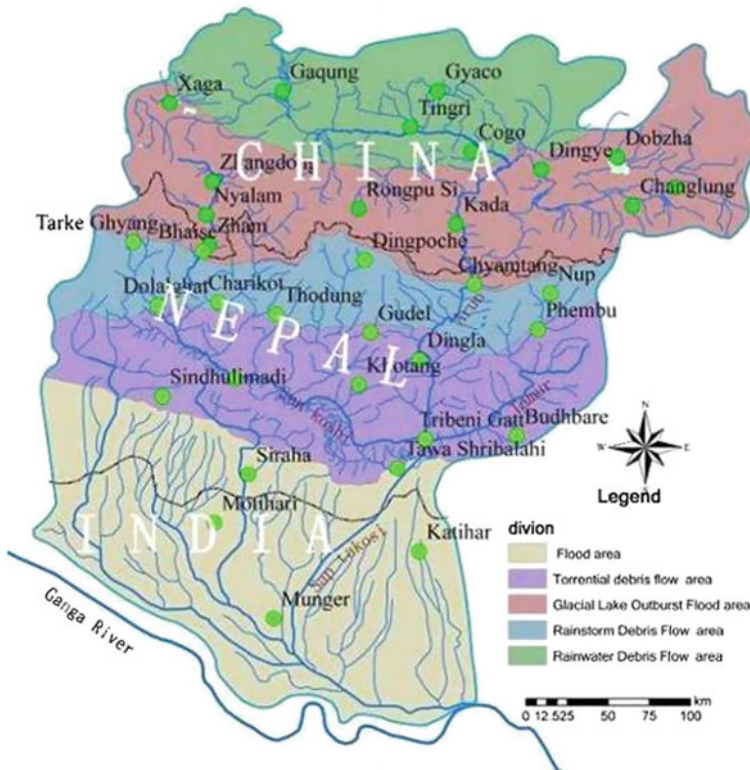 Xaga
Gaqung
Gyaco
Tingri
Cogo
Dobzha
Dingye
CHINA
Zhangdong
Rongpu Si
Changlung
Nyalam
Kada
Tarke Ghyang
Bhaise
Zham
Dingpoche
Chyamtang
Nup
Dolalghat
Charikot
Thodung
Phembu
Gudel
NEPAL
Dingla
Khotang
Sindhulimadi
Sun Koshi
Tribeni Gatt
Budhbare
Tawa Shribalahi
Siraha
Motihari
INDIA
Katihar
Munger
Ganga River
N
W
E
S
Legend
divion
Flood area
Torrential debris flow area
Glacial Lake Outburst Flood area
Rainstorm Debris Flow area
Rainwater Debris Flow area
km
0 12.525 50 75 100